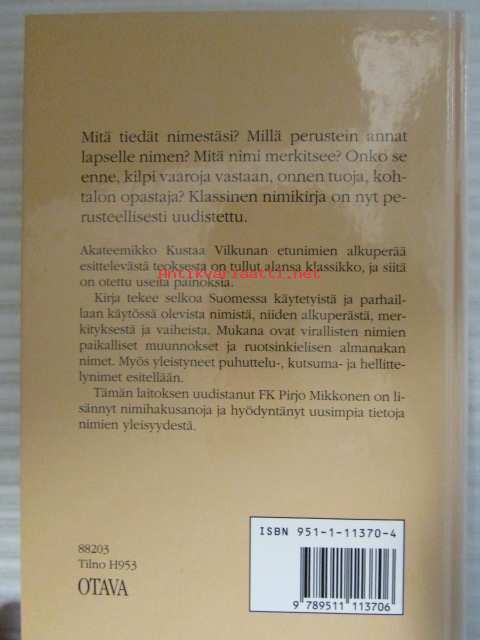 Mitä tiedät nimestäsi? Millä perustein annat
lapselle nimen? Mitä nimi merkitsee? Onko se
enne, kilpi vaaroja vastaan, onnen tuoja, koh-
talon opastaja? Klassinen nimikirja on nyt pe-
rusteellisesti uudistettu.
Akateemikko Kustaa Vilkunan etunimien alkuperää
esittelevästä teoksesta on tullut alansa klassikko, ja siitä
on otettu useita painoksia.
Antikvariaatti.net
Kirja tekee selkoa Suomessa käytetyistä ja parhail-
laan käytössä olevista nimistä, niiden alkuperästä, mer-
kityksestä ja vaiheista. Mukana ovat virallisten nimien
paikalliset muunnokset ja ruotsinkielisen almanakan
nimet. Myös yleistyneet puhuttelu-, kutsuma- ja hellitte-
lynimet esitellään.
Tämän laitoksen uudistanut FK Pirjo Mikkonen on li-
sännyt nimihakusanoja ja hyödyntänyt uusimpia tietoja
nimien yleisyydestä.
ISBN 951-1-11370-4
88203
Tilno H953
OTAVA
9 789511 113706